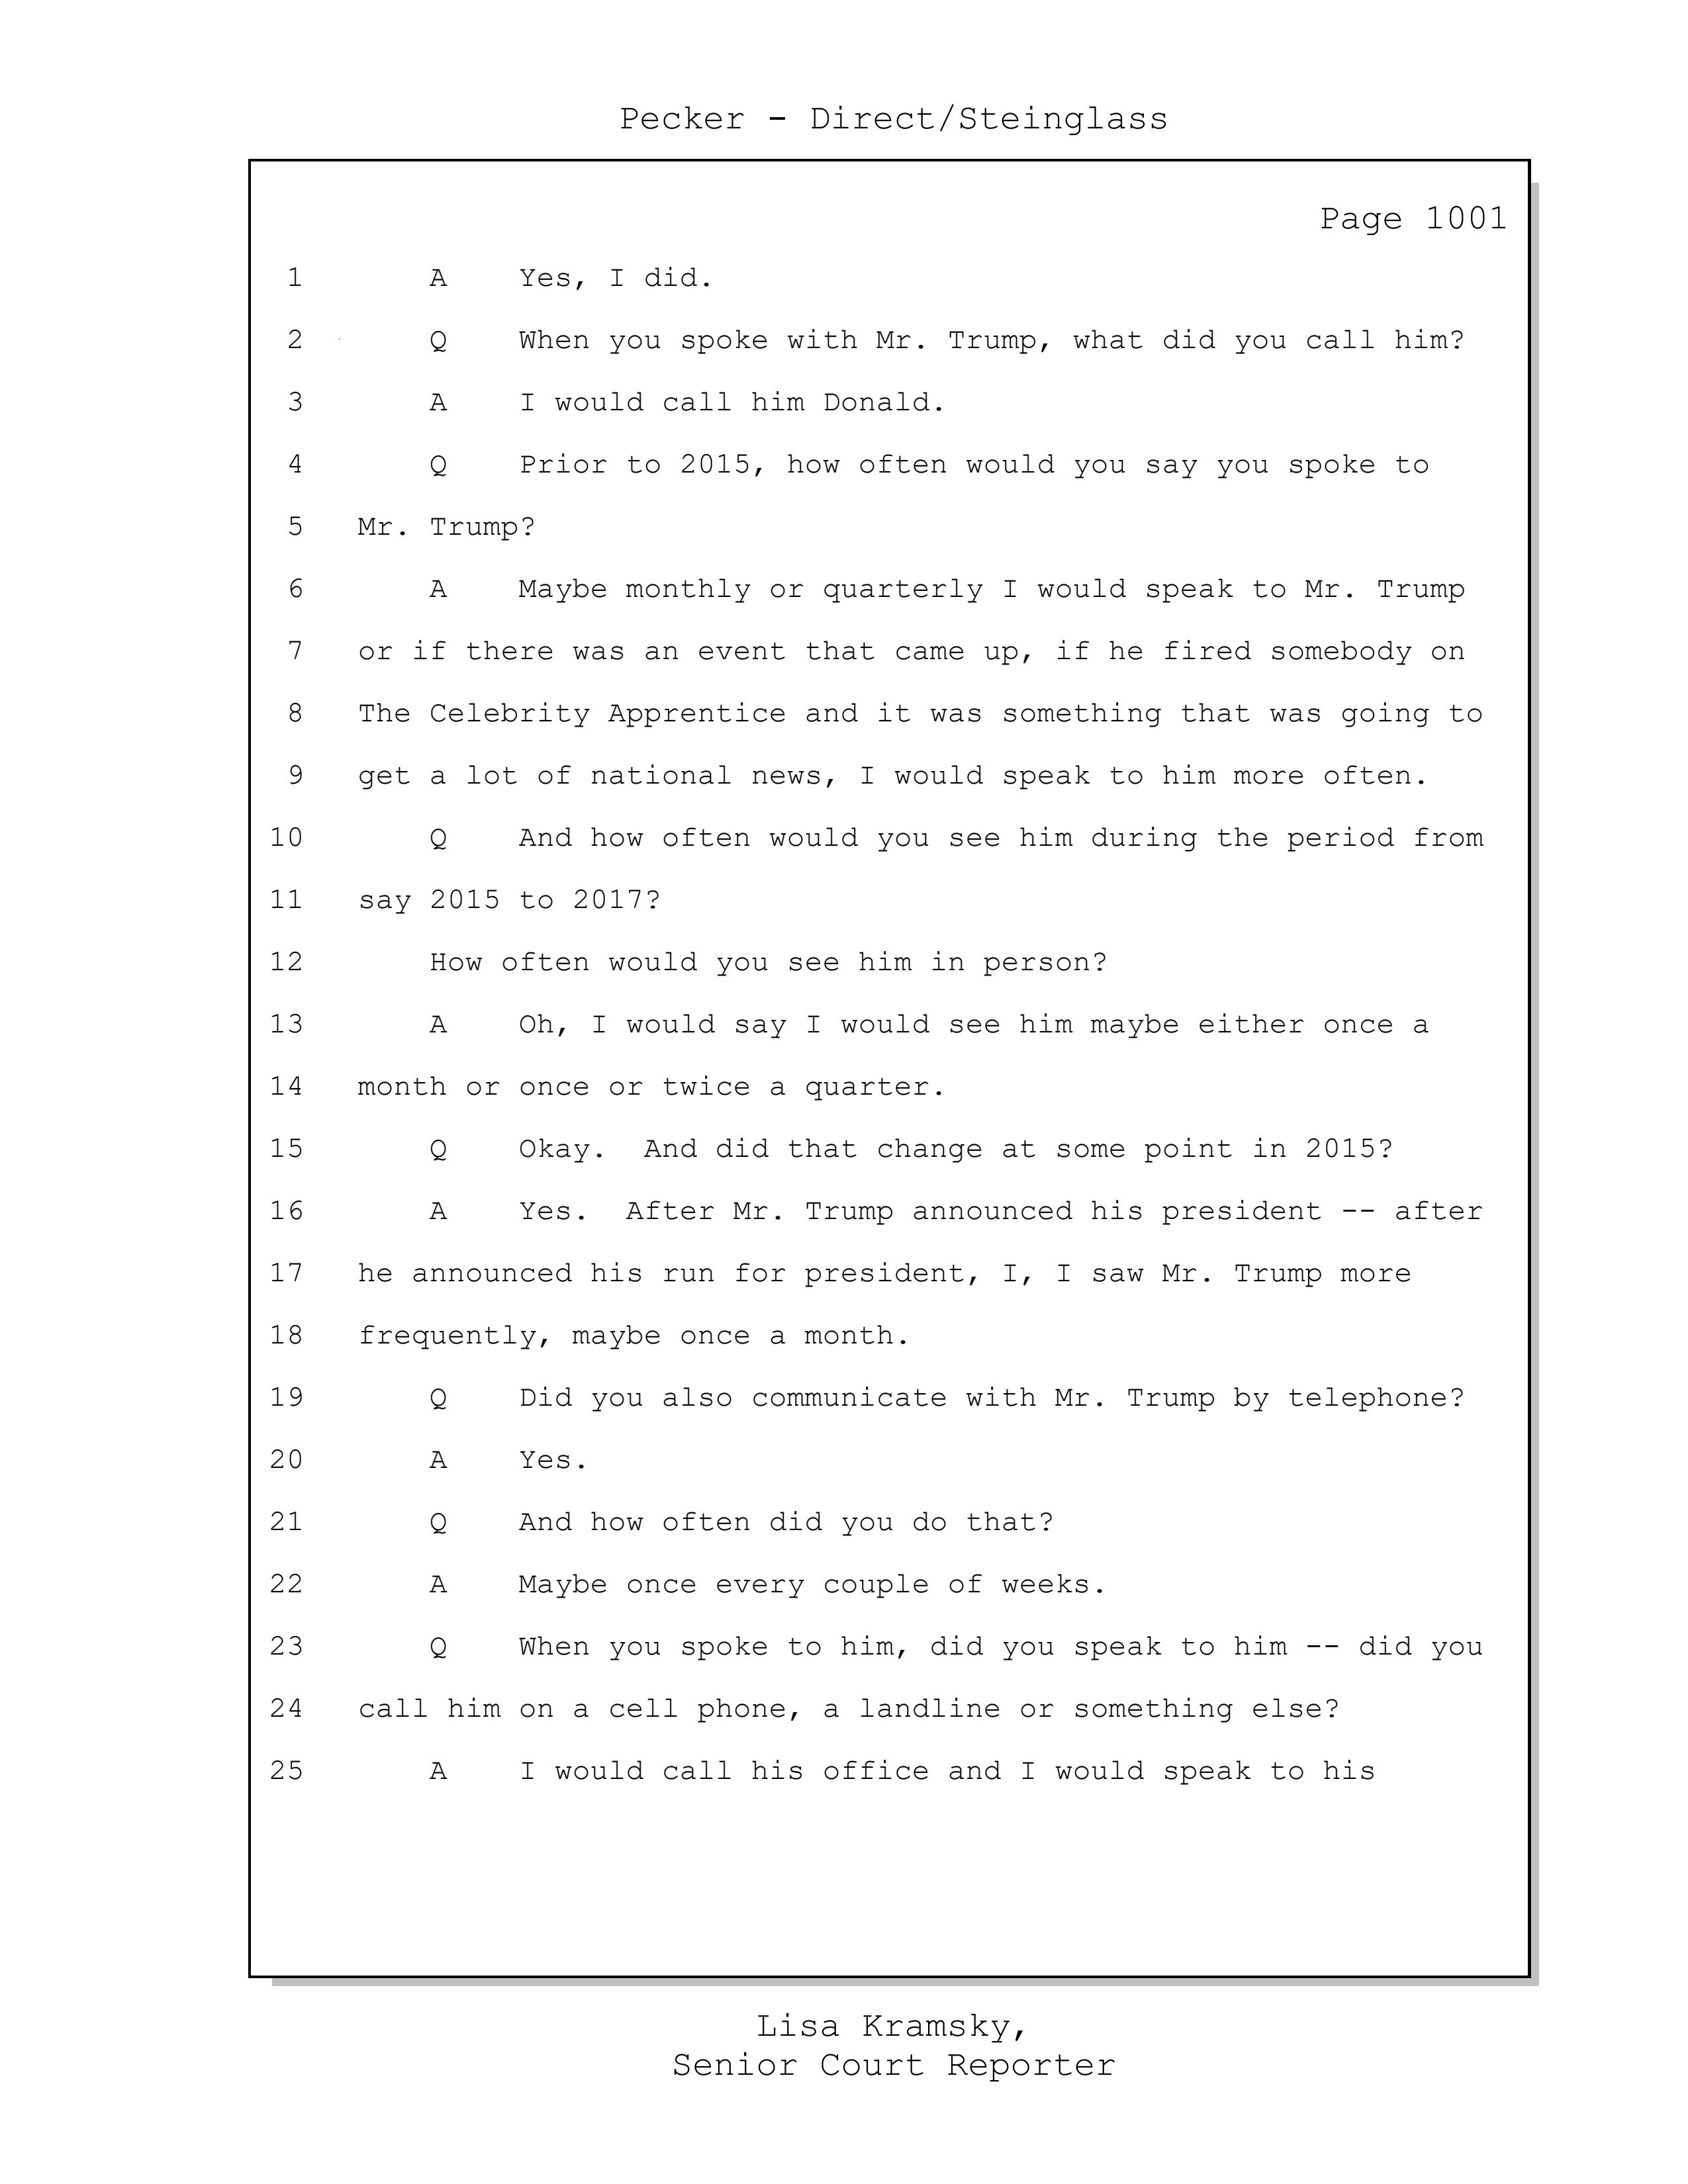 Pecker - Direct/Steinglass
Page 1001
1 A Yes, I did.
2 Q When you spoke with Mr. Trump, what did you call him?
3 A I would call him Donald.
4 Q Prior to 2015, how often would you say you spoke to
5 Mr. Trump?
6 A Maybe monthly or quarterly I would speak to Mr. Trump
7 or if there was an event that came up, if he fired somebody on
8 The Celebrity Apprentice and it was something that was going to
9 get a lot of national news, I would speak to him more often.
10 Q And how often would you see him during the period from
11 say 2015 to 2017?
12 How often would you see him in person?
13 A Oh, I would say I would see him maybe either once a
14 month or once or twice a quarter.
15 Q Okay. And did that change at some point in 2015?
16 A Yes. After Mr. Trump announced his president -- after
17 he announced his run for president, I, I saw Mr. Trump more
18 frequently, maybe once a month.
19 Q Did you also communicate with Mr. Trump by telephone?
20 A Yes.
21 Q And how often did you do that?
22 A Maybe once every couple of weeks.
23 Q When you spoke to him, did you speak to him -- did you
24 call him on a cell phone, a landline or something else?
25 A I would call his office and I would speak to his
Lisa Kramsky,
Senior Court Reporter